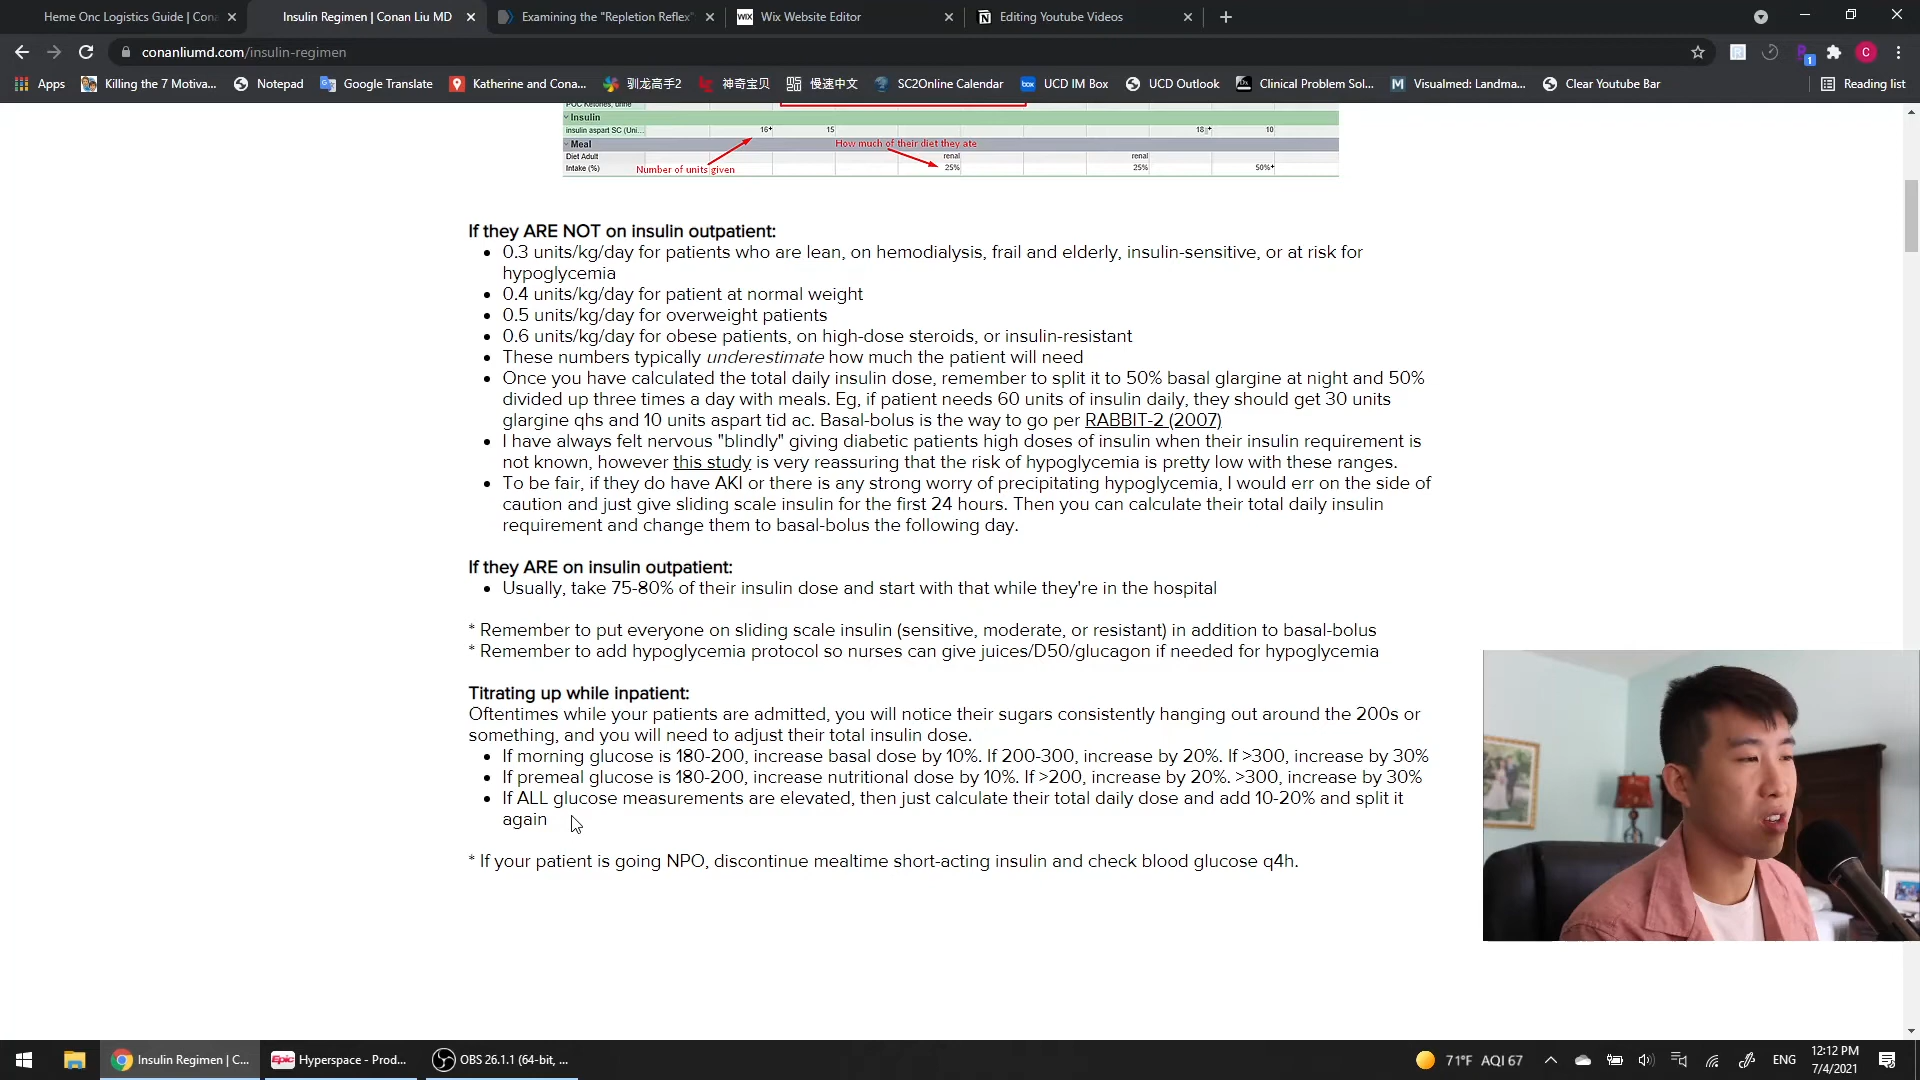 Heme Onc Logistics Guide | Con
Insulin Regimen | Conan Liu MD
Examining the "Repletion Reflex"
WIX Wix Website Editor
Editing Youtube Videos
conanliumd.com/insulin-regimen
C
1
Apps
Killing the 7 Motiva...
Notepad
Google Translate
Katherine and Cona...
驯龙高手2
神奇宝贝
慢速中文
SC2Online Calendar
UCD IM Box
UCD Outlook
Clinical Problem Sol...
Visualmed: Landma...
Clear Youtube Bar
Reading list
POC Ketones, urine
Insulin
insulin aspart SC (Uni... 16+ 15 18 + 10
Meal How much of their diet they ate
Diet Adult renal renal
Intake (%) Number of units given 25% 25% 50%+
If they ARE NOT on insulin outpatient:
• 0.3 units/kg/day for patients who are lean, on hemodialysis, frail and elderly, insulin-sensitive, or at risk for
hypoglycemia
• 0.4 units/kg/day for patient at normal weight
• 0.5 units/kg/day for overweight patients
• 0.6 units/kg/day for obese patients, on high-dose steroids, or insulin-resistant
• These numbers typically underestimate how much the patient will need
• Once you have calculated the total daily insulin dose, remember to split it to 50% basal glargine at night and 50%
divided up three times a day with meals. Eg, if patient needs 60 units of insulin daily, they should get 30 units
glargine qhs and 10 units aspart tid ac. Basal-bolus is the way to go per RABBIT-2 (2007)
• I have always felt nervous "blindly" giving diabetic patients high doses of insulin when their insulin requirement is
not known, however this study is very reassuring that the risk of hypoglycemia is pretty low with these ranges.
• To be fair, if they do have AKI or there is any strong worry of precipitating hypoglycemia, I would err on the side of
caution and just give sliding scale insulin for the first 24 hours. Then you can calculate their total daily insulin
requirement and change them to basal-bolus the following day.
If they ARE on insulin outpatient:
• Usually, take 75-80% of their insulin dose and start with that while they're in the hospital
* Remember to put everyone on sliding scale insulin (sensitive, moderate, or resistant) in addition to basal-bolus
* Remember to add hypoglycemia protocol so nurses can give juices/D50/glucagon if needed for hypoglycemia
Titrating up while inpatient:
Oftentimes while your patients are admitted, you will notice their sugars consistently hanging out around the 200s or
something, and you will need to adjust their total insulin dose.
• If morning glucose is 180-200, increase basal dose by 10%. If 200-300, increase by 20%. If >300, increase by 30%
• If premeal glucose is 180-200, increase nutritional dose by 10%. If >200, increase by 20%. >300, increase by 30%
• If ALL glucose measurements are elevated, then just calculate their total daily dose and add 10-20% and split it
again
* If your patient is going NPO, discontinue mealtime short-acting insulin and check blood glucose q4h.
Insulin Regimen | C...
Epic Hyperspace - Prod...
OBS 26.1.1 (64-bit, ...
71°F AQI 67
ENG
12:12 PM
7/4/2021